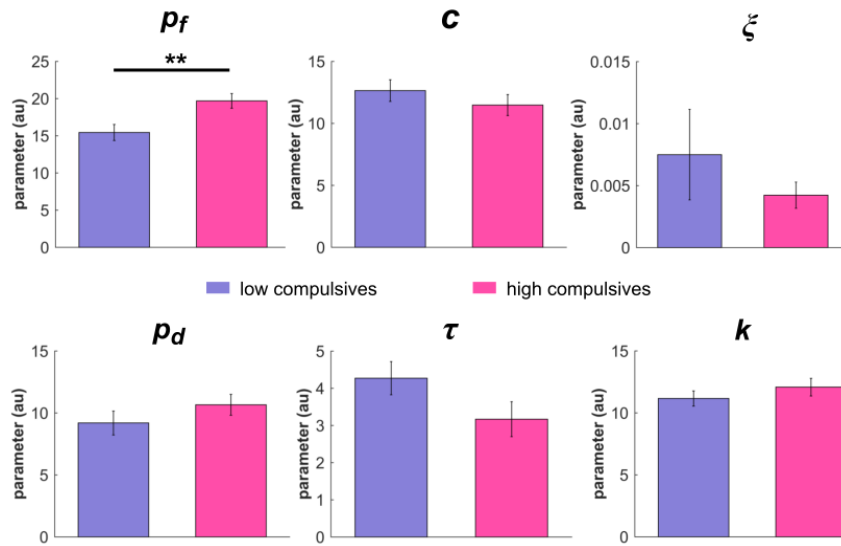 p_f
c
ξ
parameter (au)
25
20
15
10
5
0
**
parameter (au)
15
10
5
0
parameter (au)
0.015
0.01
0.005
0
low compulsives
high compulsives
p_d
τ
k
parameter (au)
15
10
5
0
parameter (au)
5
4
3
2
1
0
parameter (au)
15
10
5
0